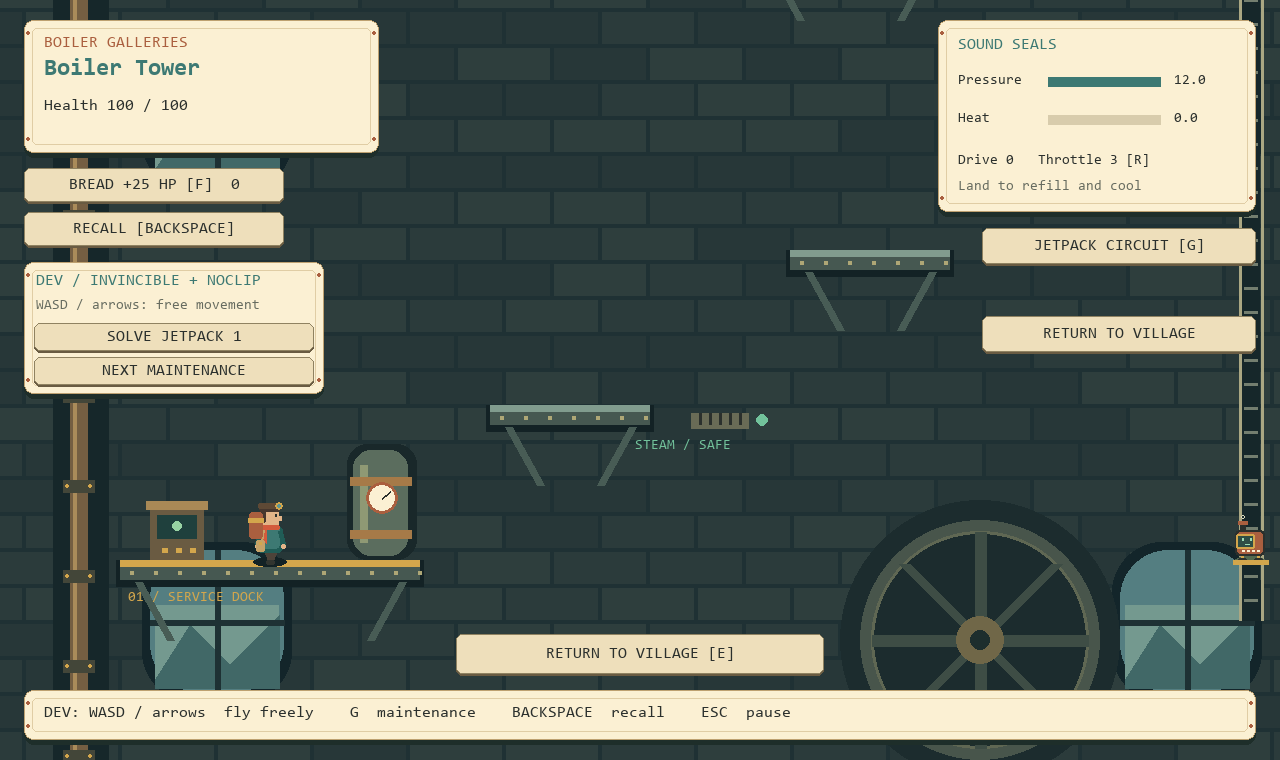 BOILER GALLERIES
Boiler Tower
Health 100 / 100
BREAD +25 HP [F]  0
RECALL [BACKSPACE]
DEV / INVINCIBLE + NOCLIP
WASD / arrows: free movement
SOLVE JETPACK 1
NEXT MAINTENANCE
SOUND SEALS
Pressure 12.0
Heat 0.0
Drive 0   Throttle 3 [R]
Land to refill and cool
JETPACK CIRCUIT [G]
RETURN TO VILLAGE
STEAM / SAFE
01 / SERVICE DOCK
RETURN TO VILLAGE [E]
DEV: WASD / arrows  fly freely    G  maintenance    BACKSPACE  recall    ESC  pause